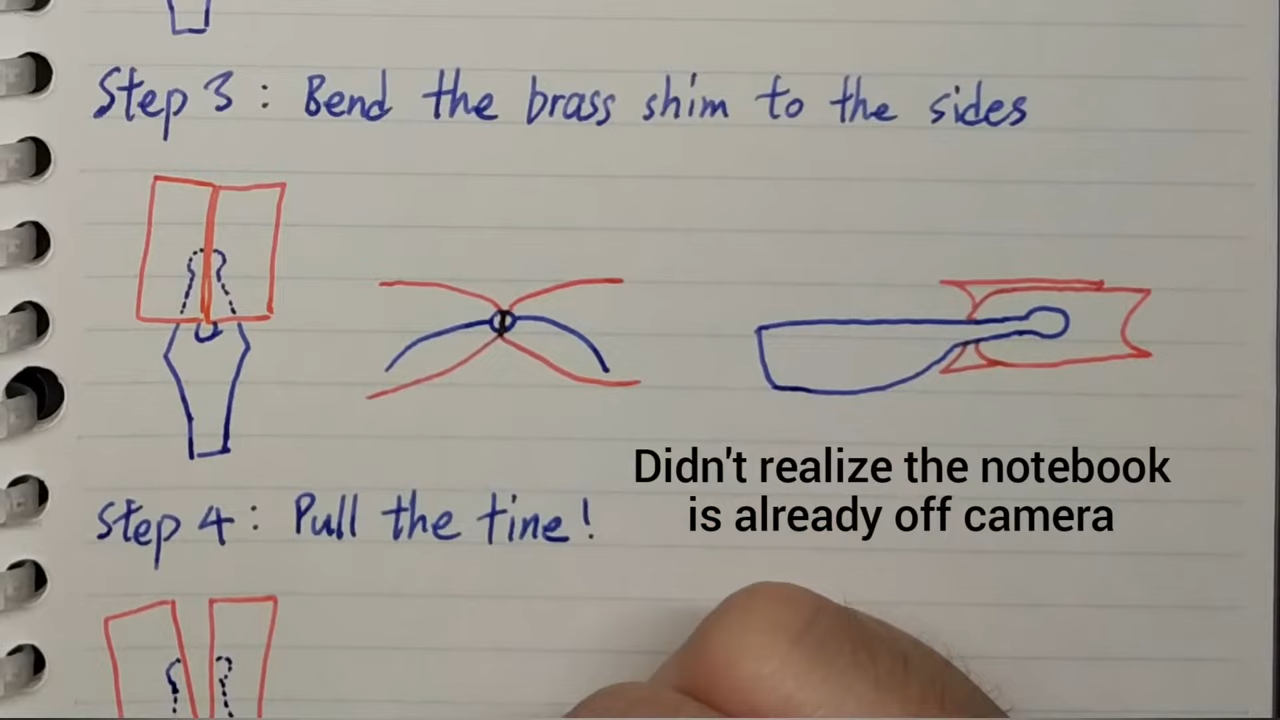 Step 3 : Bend the brass shim to the sides
Didn't realize the notebook
is already off camera
Step 4 : Pull the tine!